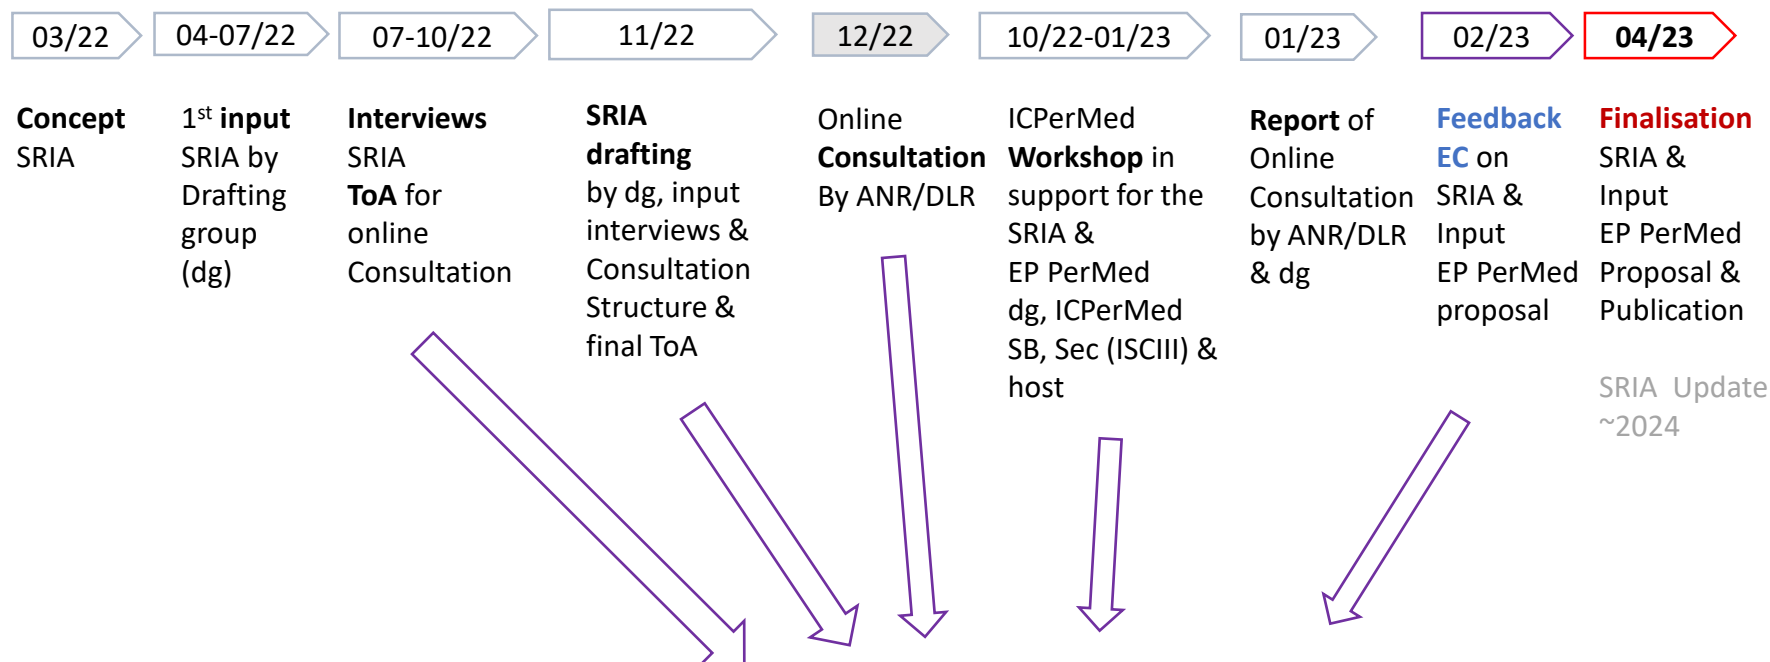 03/22
04-07/22
07-10/22
11/22
12/22
10/22-01/23
01/23
02/23
04/23
Concept
SRIA
1st input
SRIA by
Drafting
group
(dg)
Interviews
SRIA
ToA for
online
Consultation
SRIA
drafting
by dg, input
interviews &
Consultation
Structure &
final ToA
Online
Consultation
By ANR/DLR
ICPerMed
Workshop in
support for the
SRIA &
EP PerMed
dg, ICPerMed
SB, Sec (ISCIII) &
host
Report of
Online
Consultation
by ANR/DLR
& dg
Feedback
EC on
SRIA &
Input
EP PerMed
proposal
Finalisation
SRIA &
Input
EP PerMed
Proposal &
Publication
SRIA Update
~2024